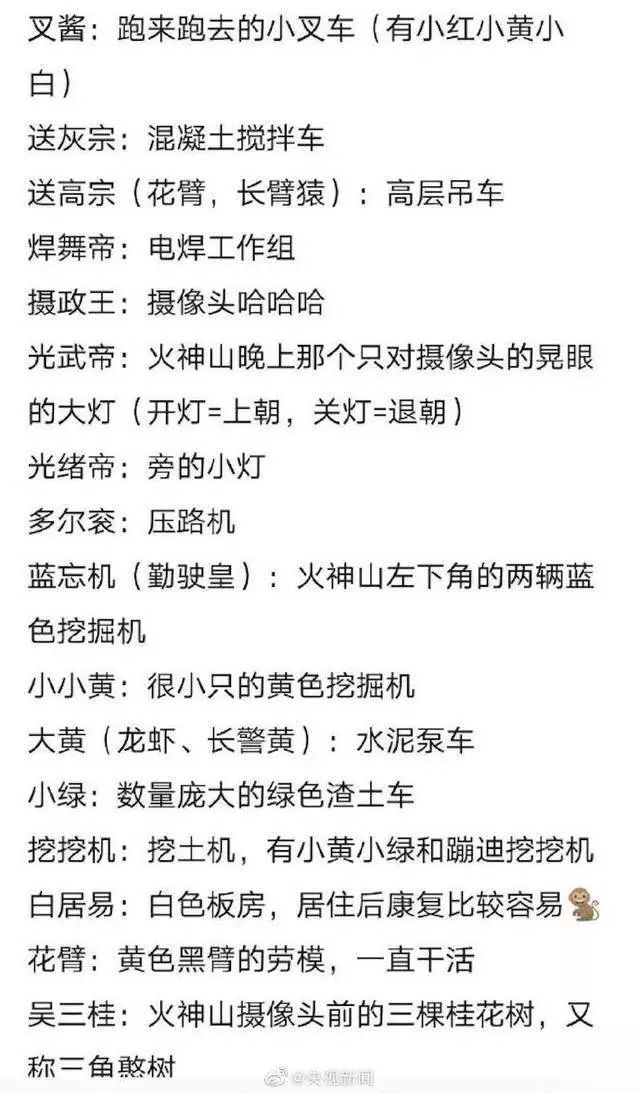 叉酱：跑来跑去的小叉车（有小红小黄小
白）
送灰宗：混凝土搅拌车
送高宗（花臂，长臂猿）：高层吊车
焊舞帝：电焊工作组
摄政王：摄像头哈哈哈
光武帝：火神山晚上那个只对摄像头的晃眼
的大灯（开灯=上朝，关灯=退朝）
光绪帝：旁的小灯
多尔衮：压路机
蓝忘机（勤驶皇）：火神山左下角的两辆蓝
色挖掘机
小小黄：很小只的黄色挖掘机
大黄（龙虾、长警黄）：水泥泵车
小绿：数量庞大的绿色渣土车
挖挖机：挖土机，有小黄小绿和蹦迪挖挖机
白居易：白色板房，居住后康复比较容易🐒
花臂：黄色黑臂的劳模，一直干活
吴三桂：火神山摄像头前的三棵桂花树，又
称三角憨树
@央视新闻